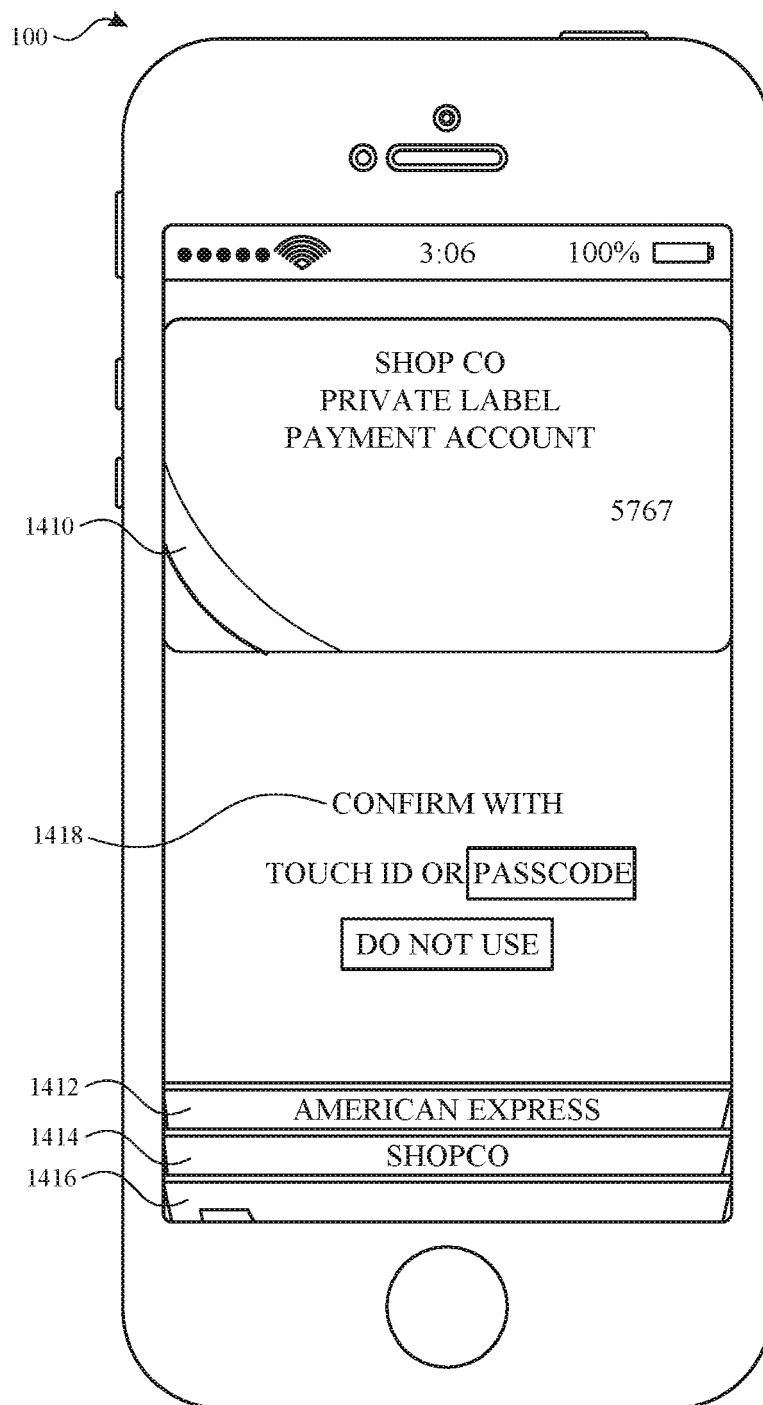 100
3:06 100%
SHOP CO
PRIVATE LABEL
PAYMENT ACCOUNT
5767
1410
CONFIRM WITH
1418
TOUCH ID OR PASSCODE
DO NOT USE
1412
AMERICAN EXPRESS
1414
SHOPCO
1416